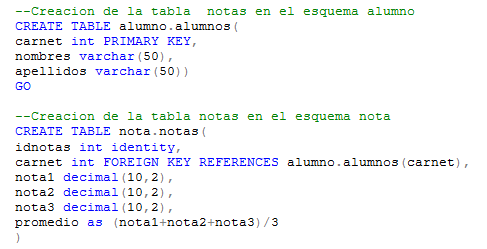 --Creacion de la tabla  notas en el esquema alumno
CREATE TABLE alumno.alumnos(
carnet int PRIMARY KEY,
nombres varchar(50),
apellidos varchar(50))
GO

--Creacion de la tabla notas en el esquema nota
CREATE TABLE nota.notas(
idnotas int identity,
carnet int FOREIGN KEY REFERENCES alumno.alumnos(carnet),
nota1 decimal(10,2),
nota2 decimal(10,2),
nota3 decimal(10,2),
promedio as (nota1+nota2+nota3)/3
)